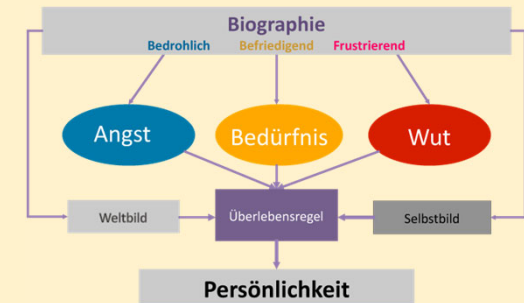 Biographie
Bedrohlich Befriedigend Frustrierend
Angst Bedürfnis Wut
Weltbild Überlebensregel Selbstbild
Persönlichkeit